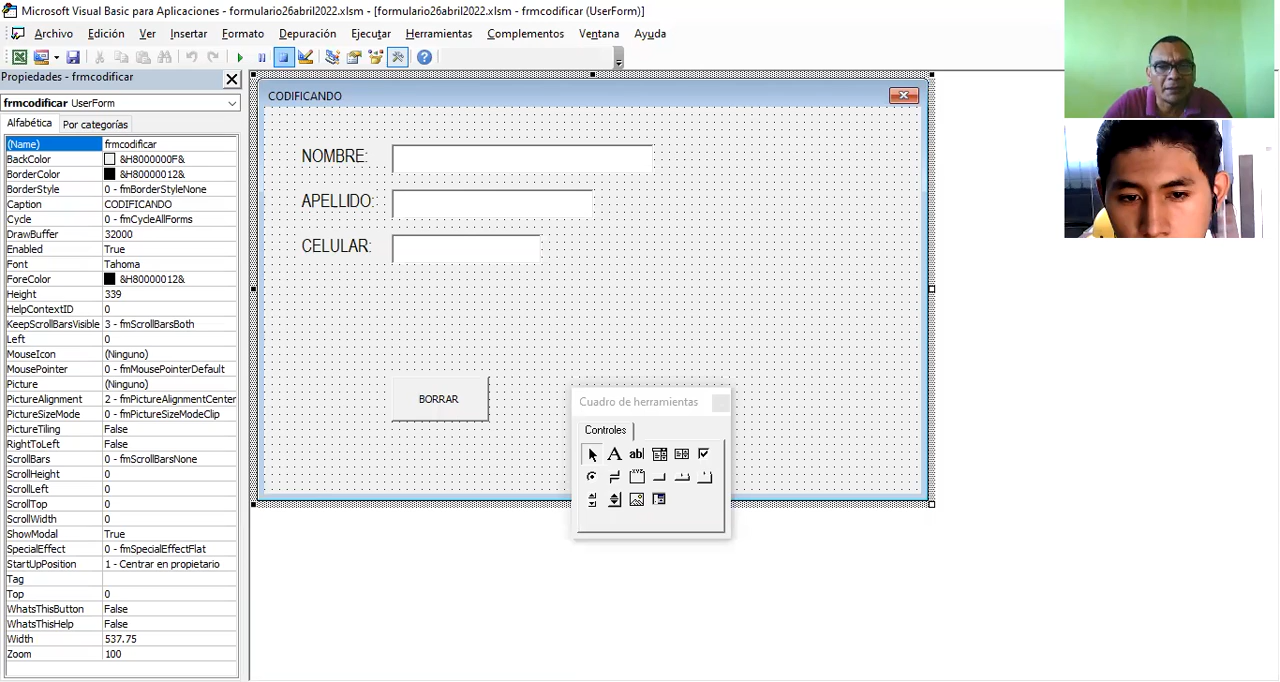 Microsoft Visual Basic para Aplicaciones - formulario26abril2022.xlsm - [formulario26abril2022.xlsm - frmcodificar (UserForm)]
Archivo Edición Ver Insertar Formato Depuración Ejecutar Herramientas Complementos Ventana Ayuda
Propiedades - frmcodificar
frmcodificar UserForm
Alfabética Por categorías
(Name) frmcodificar
BackColor &H8000000F&
BorderColor &H80000012&
BorderStyle 0 - fmBorderStyleNone
Caption CODIFICANDO
Cycle 0 - fmCycleAllForms
DrawBuffer 32000
Enabled True
Font Tahoma
ForeColor &H80000012&
Height 339
HelpContextID 0
KeepScrollBarsVisible 3 - fmScrollBarsBoth
Left 0
MouseIcon (Ninguno)
MousePointer 0 - fmMousePointerDefault
Picture (Ninguno)
PictureAlignment 2 - fmPictureAlignmentCenter
PictureSizeMode 0 - fmPictureSizeModeClip
PictureTiling False
RightToLeft False
ScrollBars 0 - fmScrollBarsNone
ScrollHeight 0
ScrollLeft 0
ScrollTop 0
ScrollWidth 0
ShowModal True
SpecialEffect 0 - fmSpecialEffectFlat
StartUpPosition 1 - Centrar en propietario
Tag
Top 0
WhatsThisButton False
WhatsThisHelp False
Width 537.75
Zoom 100
CODIFICANDO
NOMBRE:
APELLIDO:
CELULAR:
BORRAR
Cuadro de herramientas
Controles